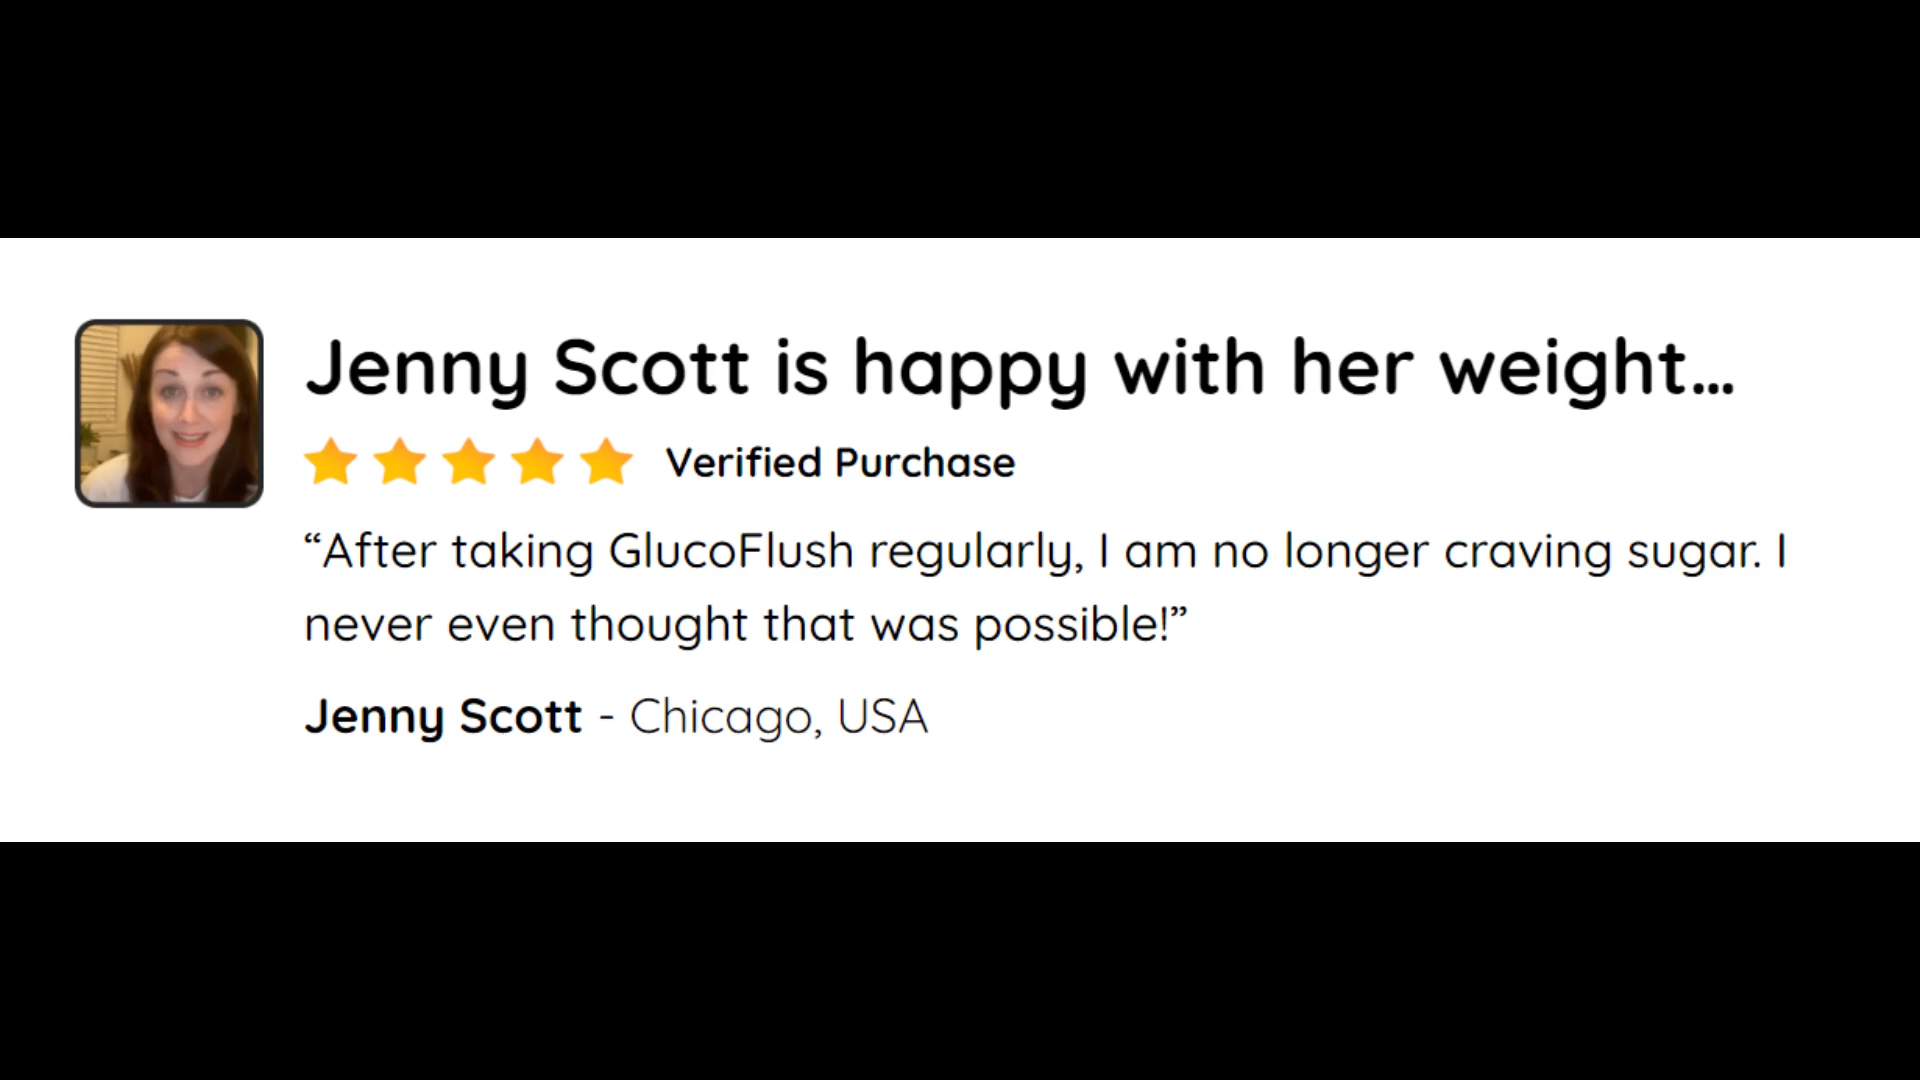 Jenny Scott is happy with her weight...
Verified Purchase
“After taking GlucoFlush regularly, I am no longer craving sugar. I
never even thought that was possible!”
Jenny Scott - Chicago, USA